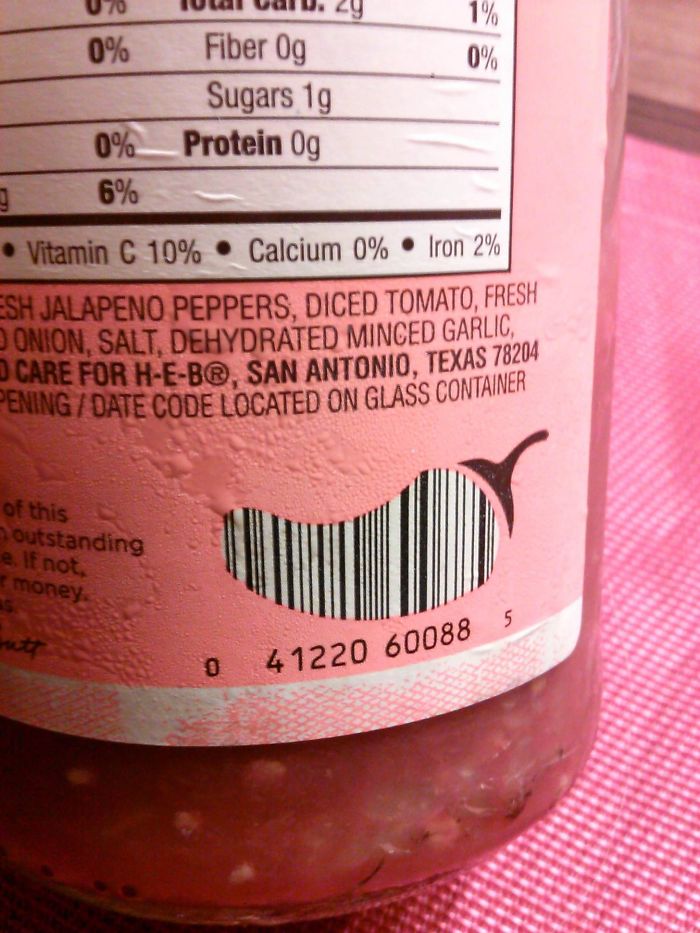 0% Total Carb. 2g 1%
0% Fiber 0g 0%
Sugars 1g
0% Protein 0g
g 6%
• Vitamin C 10% • Calcium 0% • Iron 2%
ESH JALAPENO PEPPERS, DICED TOMATO, FRESH
D ONION, SALT, DEHYDRATED MINCED GARLIC,
D CARE FOR H-E-B®, SAN ANTONIO, TEXAS 78204
PENING / DATE CODE LOCATED ON GLASS CONTAINER
of this
outstanding
e. If not,
r money.
0 41220 60088 5